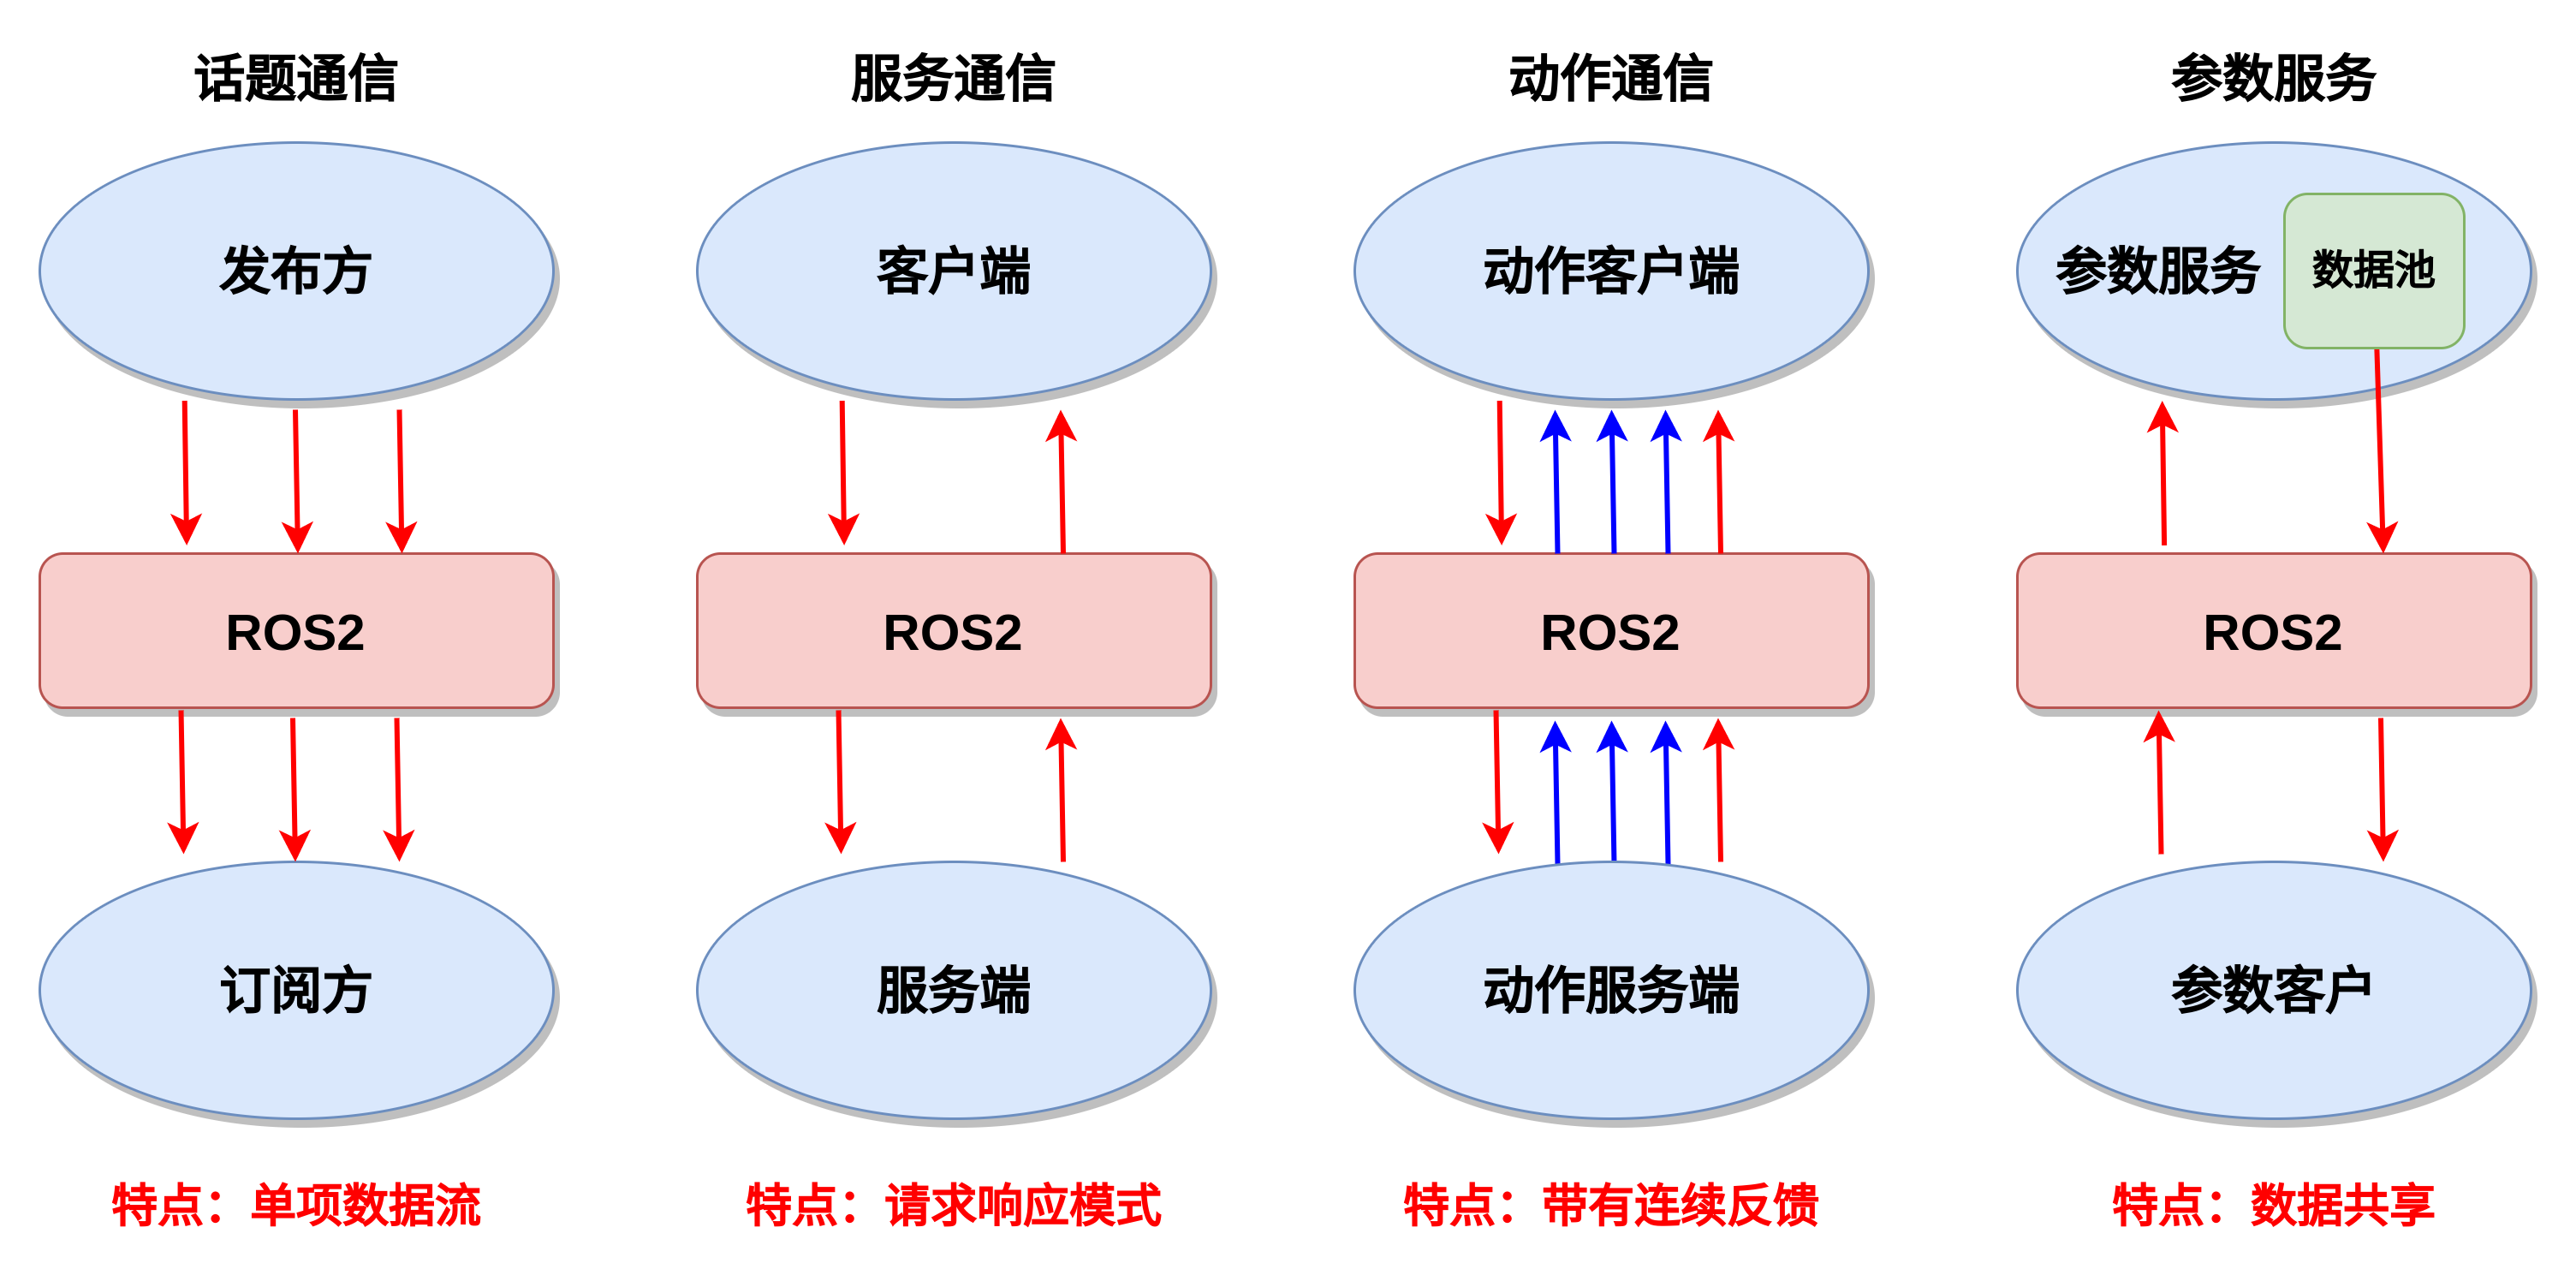 话题通信
服务通信
动作通信
参数服务
发布方
客户端
动作客户端
参数服务
数据池
ROS2
ROS2
ROS2
ROS2
订阅方
服务端
动作服务端
参数客户
特点：单项数据流
特点：请求响应模式
特点：带有连续反馈
特点：数据共享